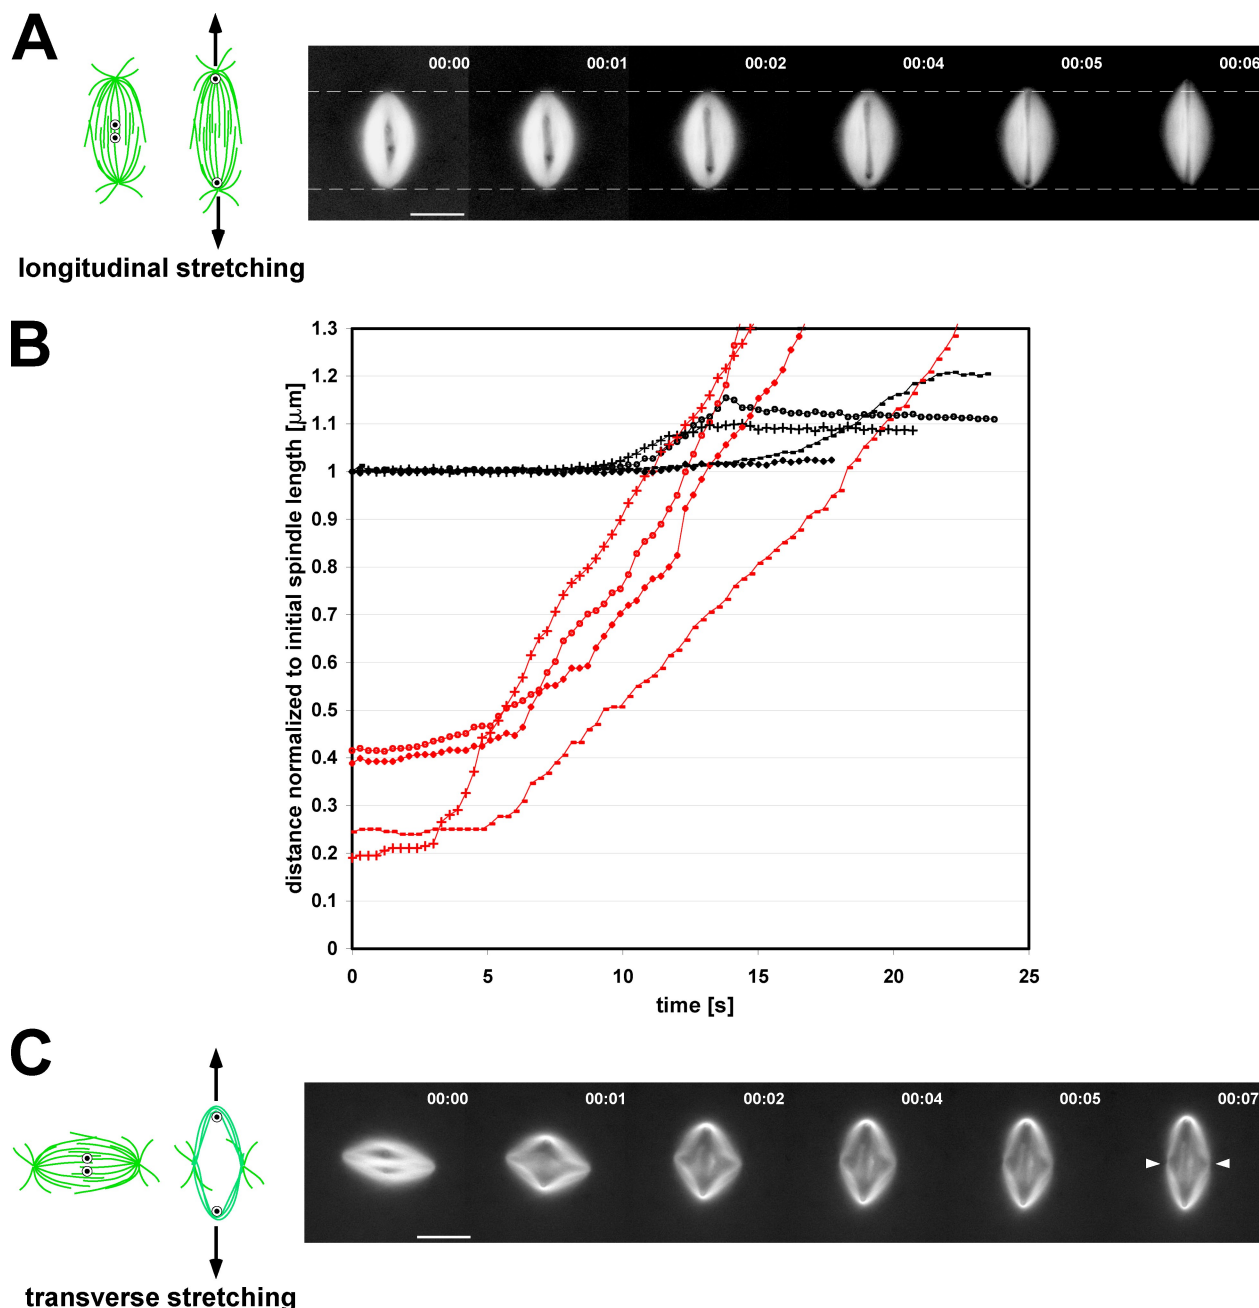 A
00:00 00:01 00:02 00:04 00:05 00:06
longitudinal stretching
B
distance normalized to initial spindle length [μm]
1.3
1.2
1.1
1
0.9
0.8
0.7
0.6
0.5
0.4
0.3
0.2
0.1
0
0 5 10 15 20 25
time [s]
C
00:00 00:01 00:02 00:04 00:05 00:07
transverse stretching